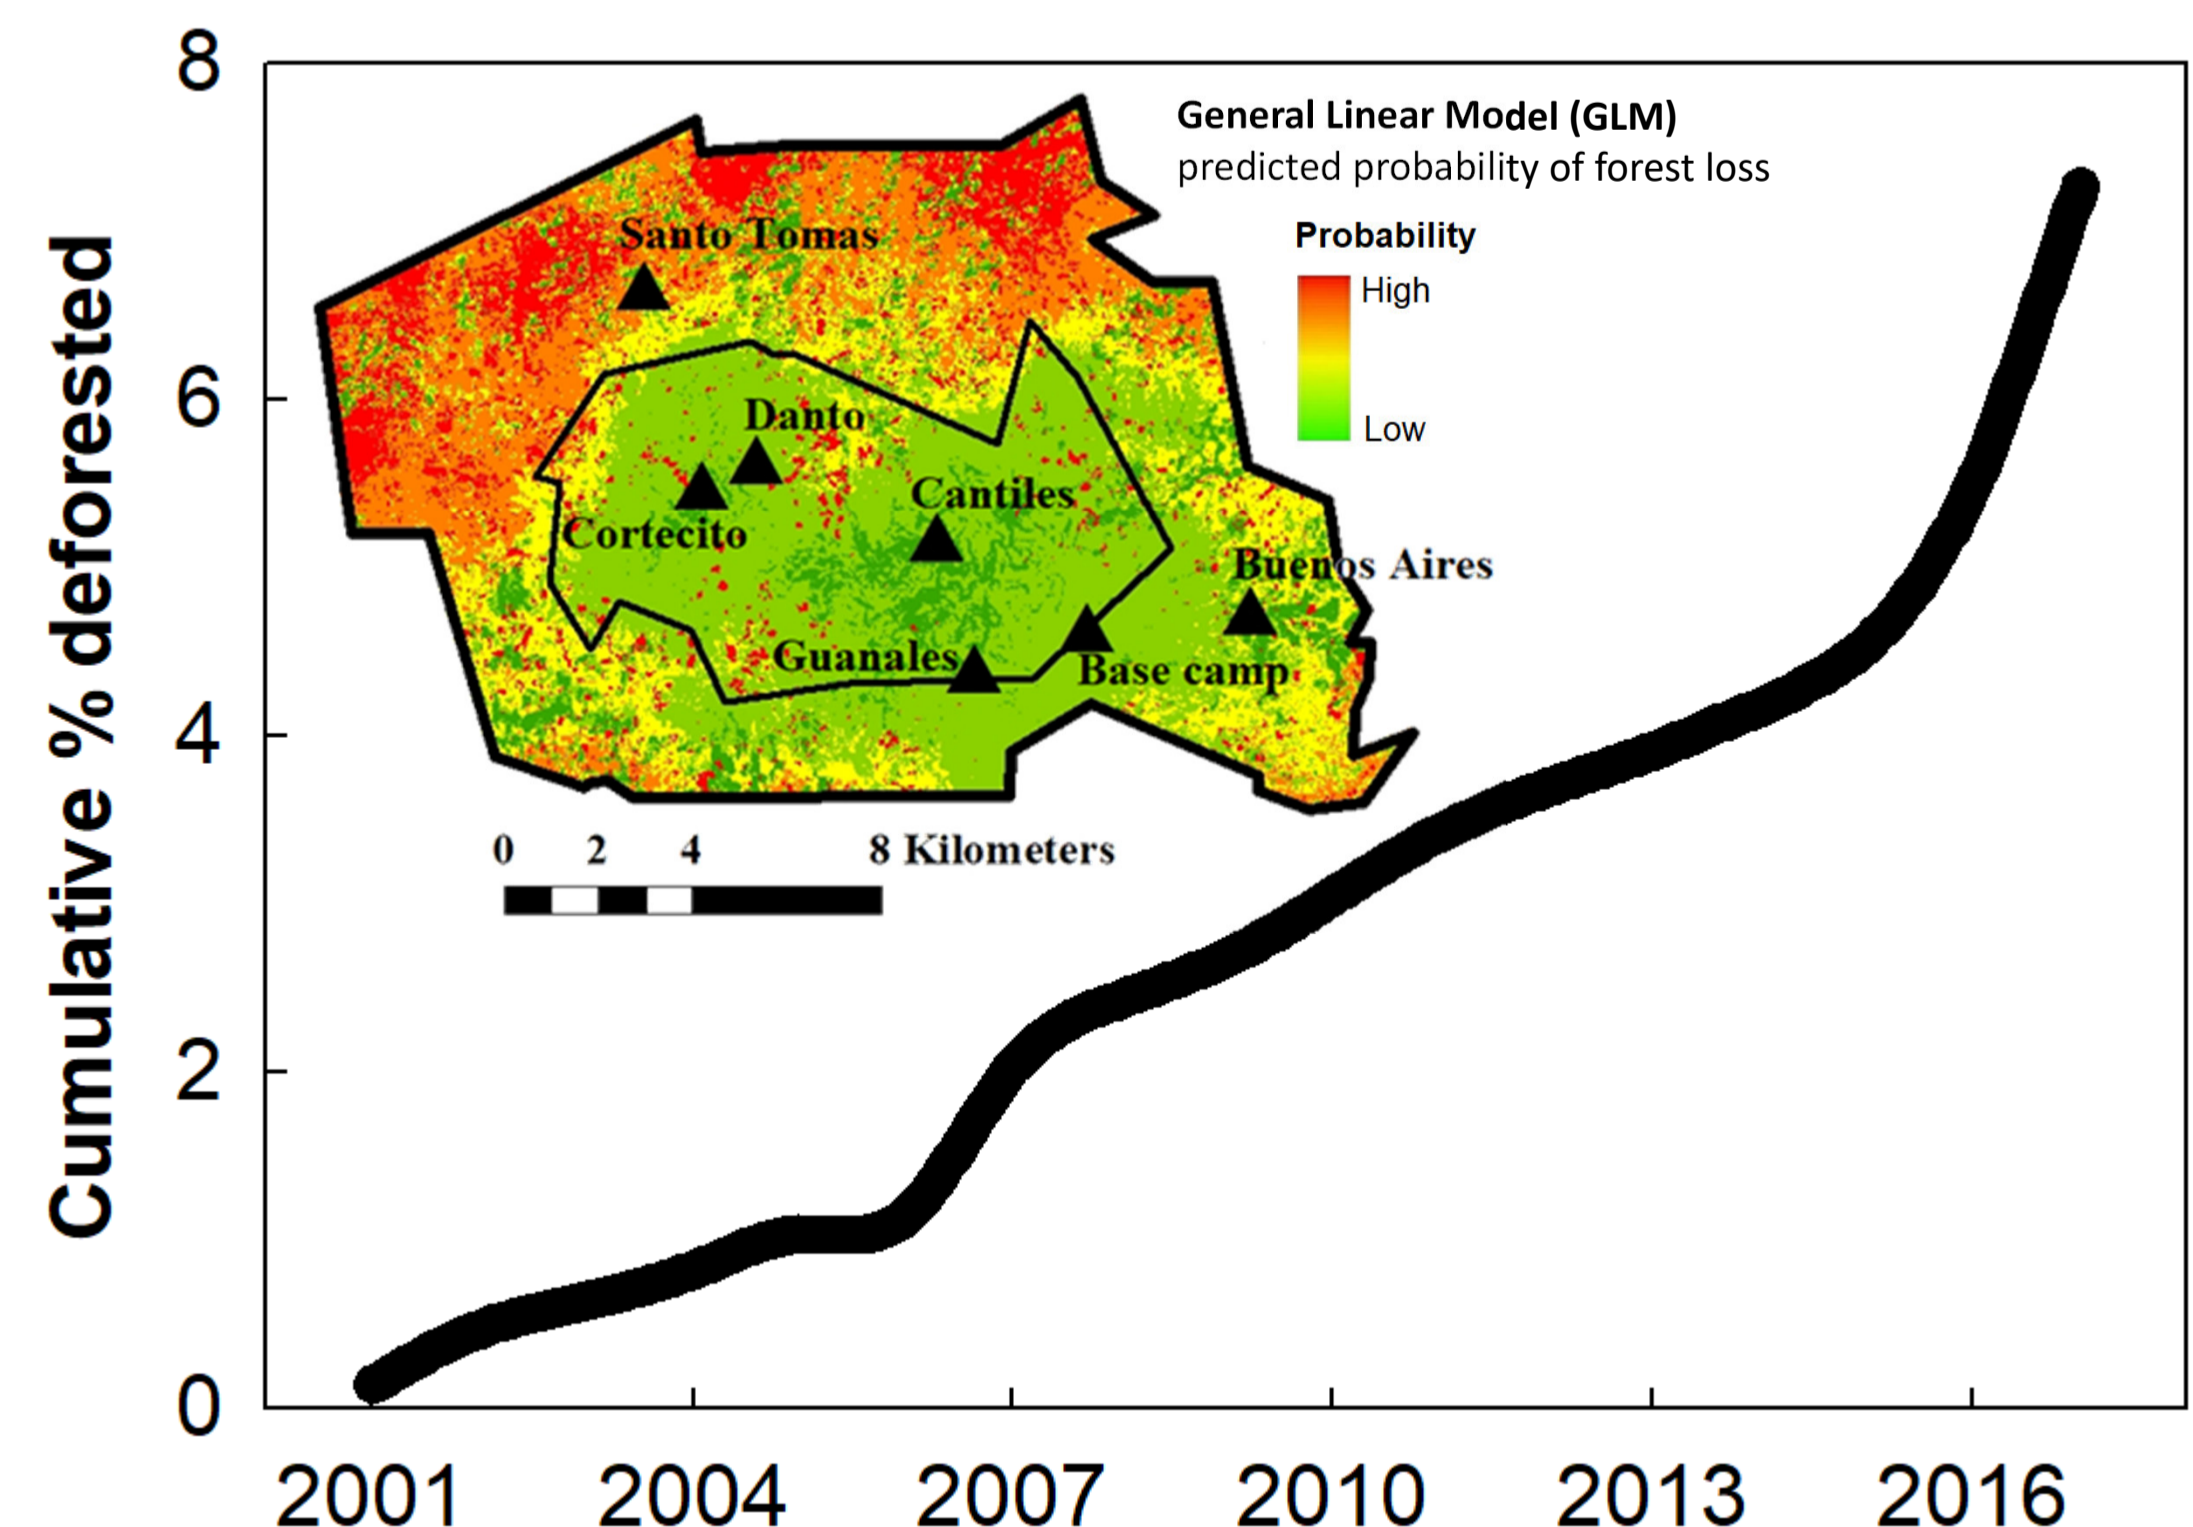 Cumulative % deforested
8
6
4
2
0
General Linear Model (GLM)
predicted probability of forest loss
Probability
High
Low
Santo Tomas
Danto
Cortecito
Cantiles
Buenos Aires
Guanales
Base camp
0 2 4 8 Kilometers
2001 2004 2007 2010 2013 2016